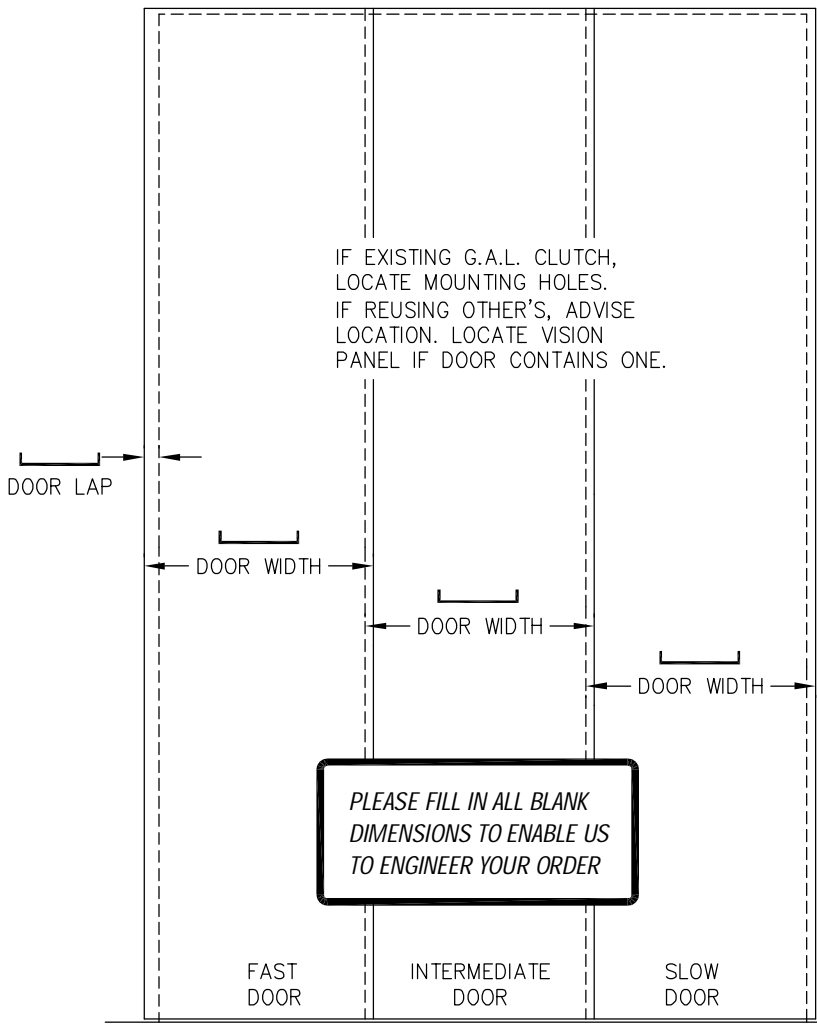 IF EXISTING G.A.L. CLUTCH,
LOCATE MOUNTING HOLES.
IF REUSING OTHER'S, ADVISE
LOCATION. LOCATE VISION
PANEL IF DOOR CONTAINS ONE.
DOOR LAP
DOOR WIDTH
DOOR WIDTH
DOOR WIDTH
PLEASE FILL IN ALL BLANK
DIMENSIONS TO ENABLE US
TO ENGINEER YOUR ORDER
FAST
DOOR
INTERMEDIATE
DOOR
SLOW
DOOR